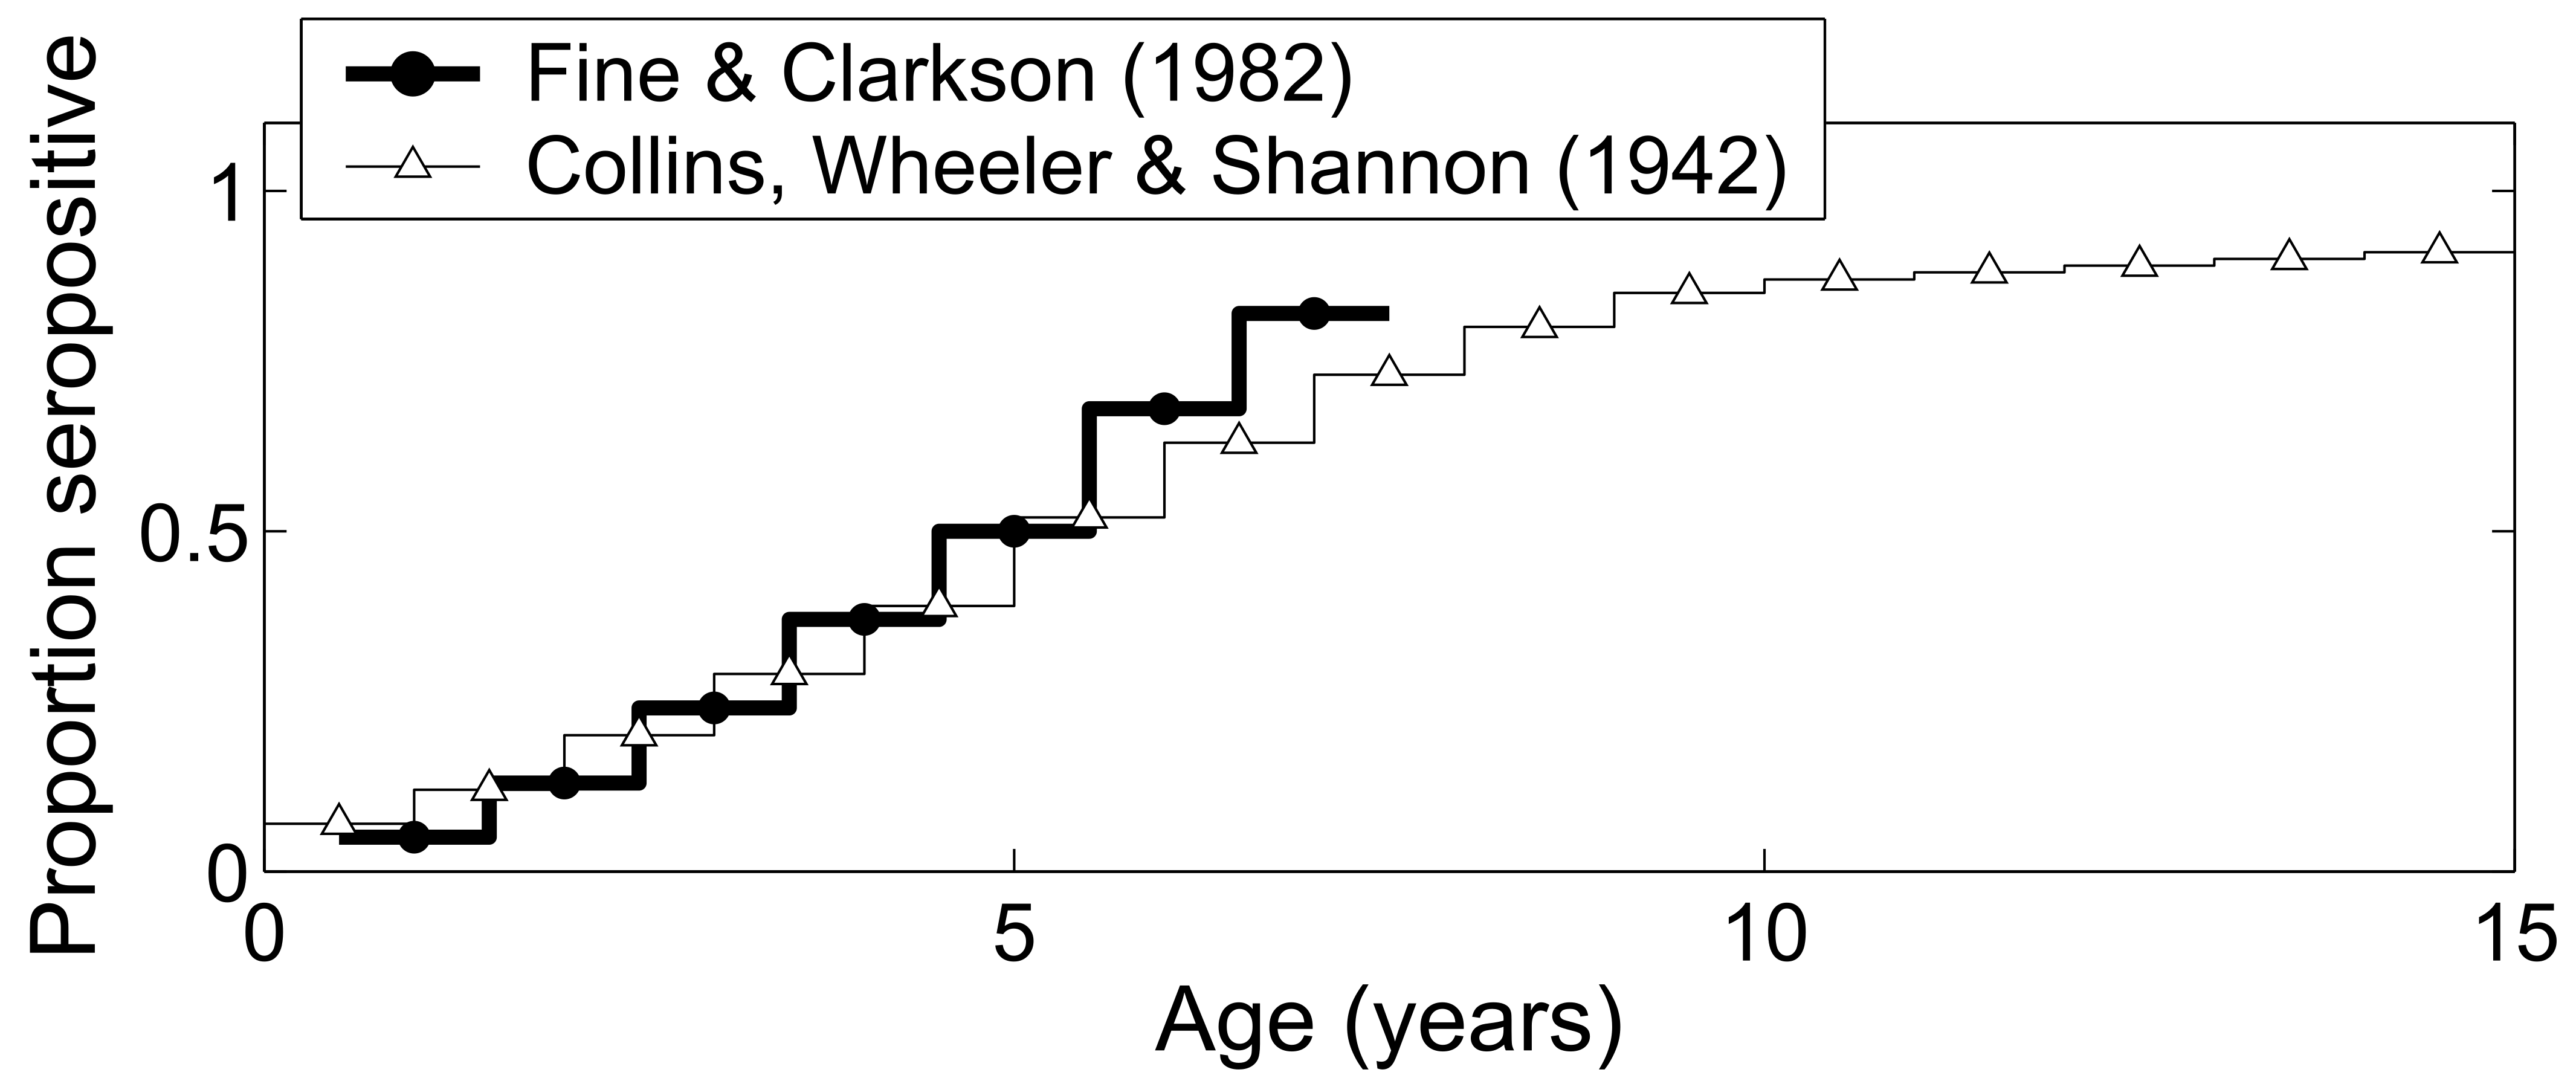 Fine & Clarkson (1982)
Collins, Wheeler & Shannon (1942)
Proportion seropositive
1
0.5
0
0
5
10
15
Age (years)